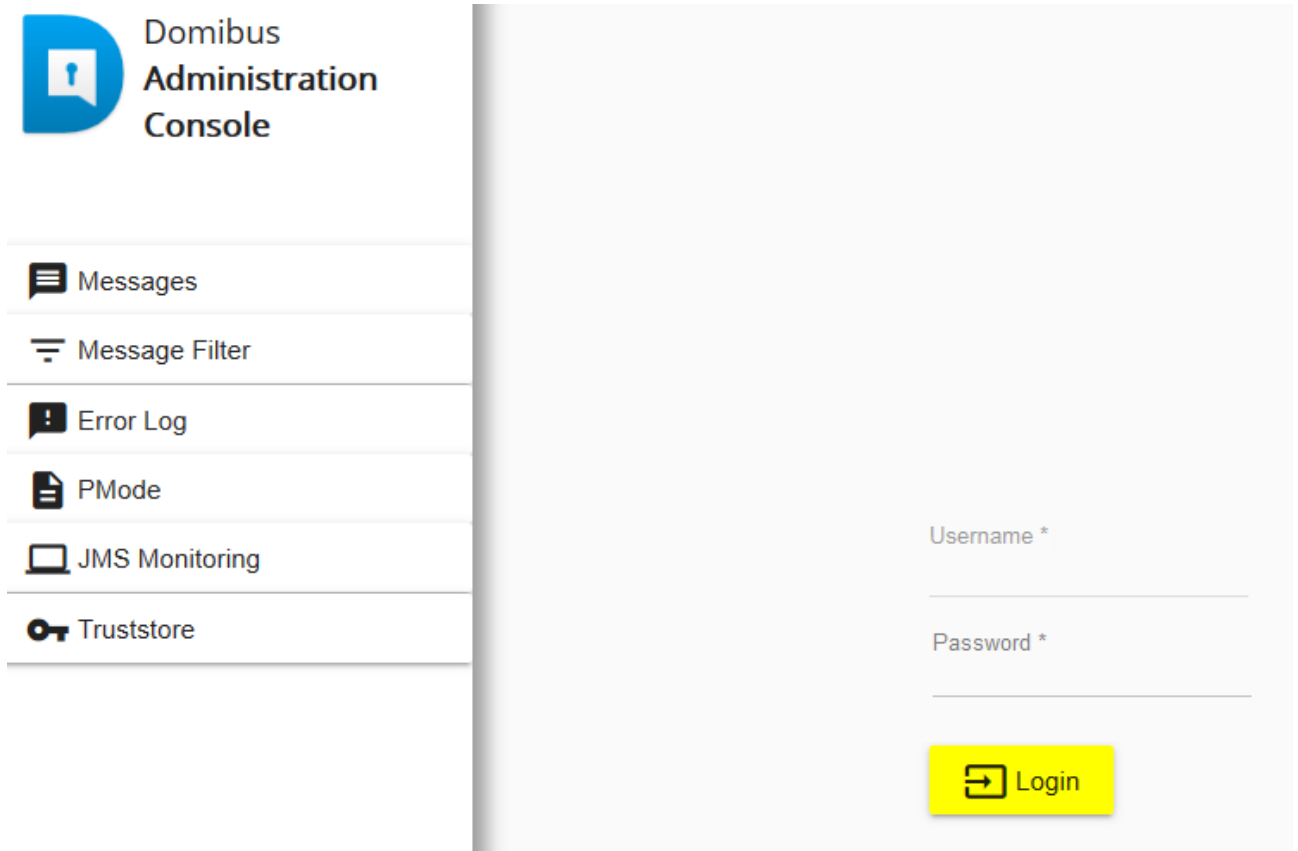 Domibus
Administration
Console
Messages
Message Filter
Error Log
PMode
JMS Monitoring
Truststore
Username *
Password *
Login